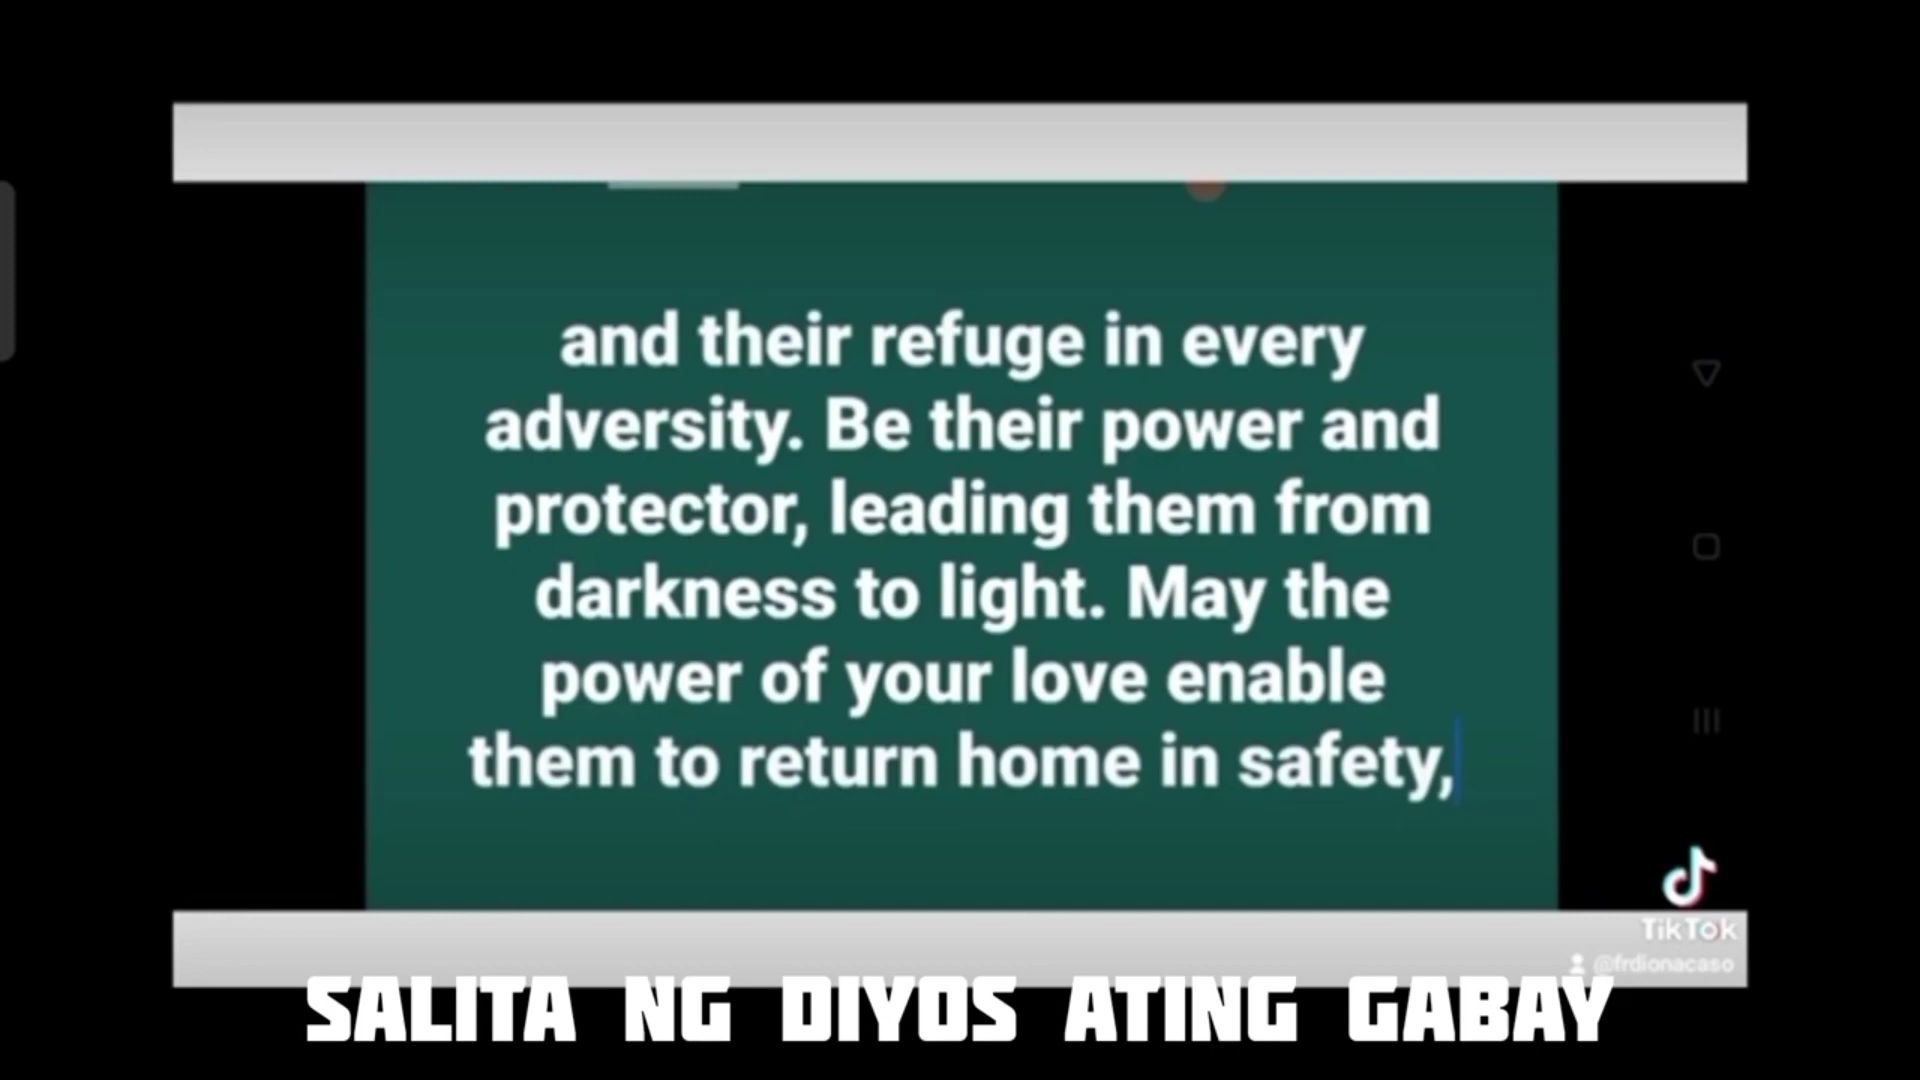 and their refuge in every
adversity. Be their power and
protector, leading them from
darkness to light. May the
power of your love enable
them to return home in safety,
TikTok
@frdionacaso
SALITA NG DIYOS ATING GABAY